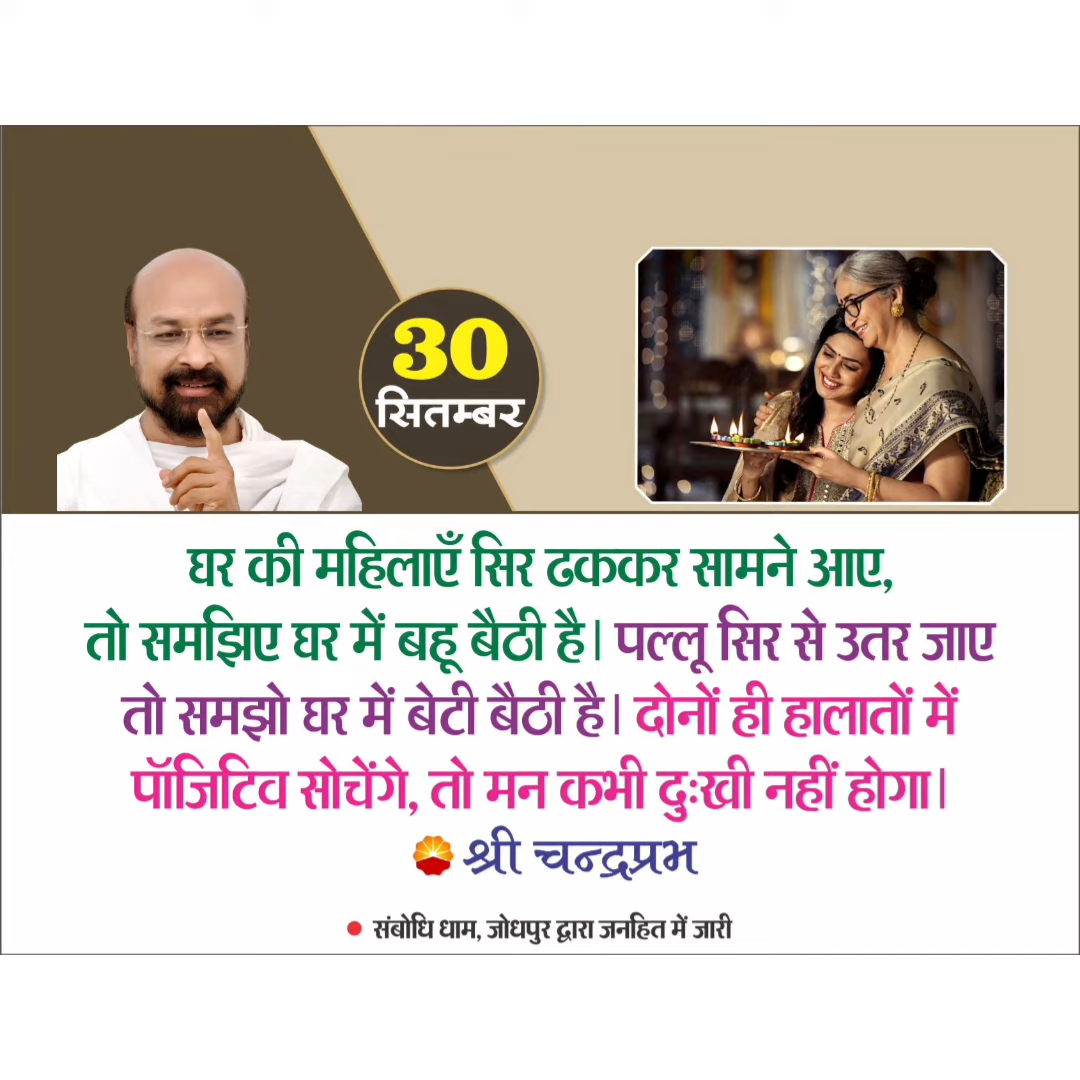 30
सितम्बर
घर की महिलाएँ सिर ढककर सामने आए,
तो समझिए घर में बहू बैठी है। पल्लू सिर से उतर जाए
तो समझो घर में बेटी बैठी है। दोनों ही हालातों में
पॉजिटिव सोचेंगे, तो मन कभी दुःखी नहीं होगा।
श्री चन्द्रप्रभ
• संबोधि धाम, जोधपुर द्वारा जनहित में जारी